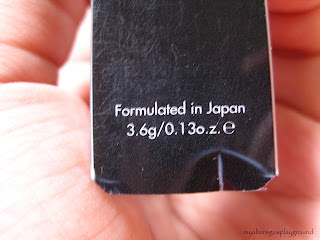 Formulated in Japan
3.6g/0.13o.z.℮